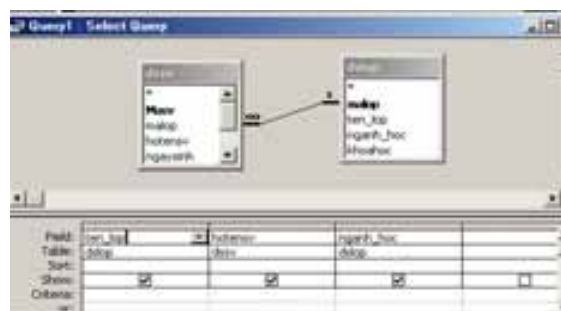 Query1 : Select Query
*
Masv
malop
hotensv
ngaysinh
∞
1
*
malop
ten_lop
nganh_hoc
khoahoc
Field: ten_lop hotensv nganh_hoc
Table: dslop dssv dslop
Sort:
Show:
Criteria:
or: